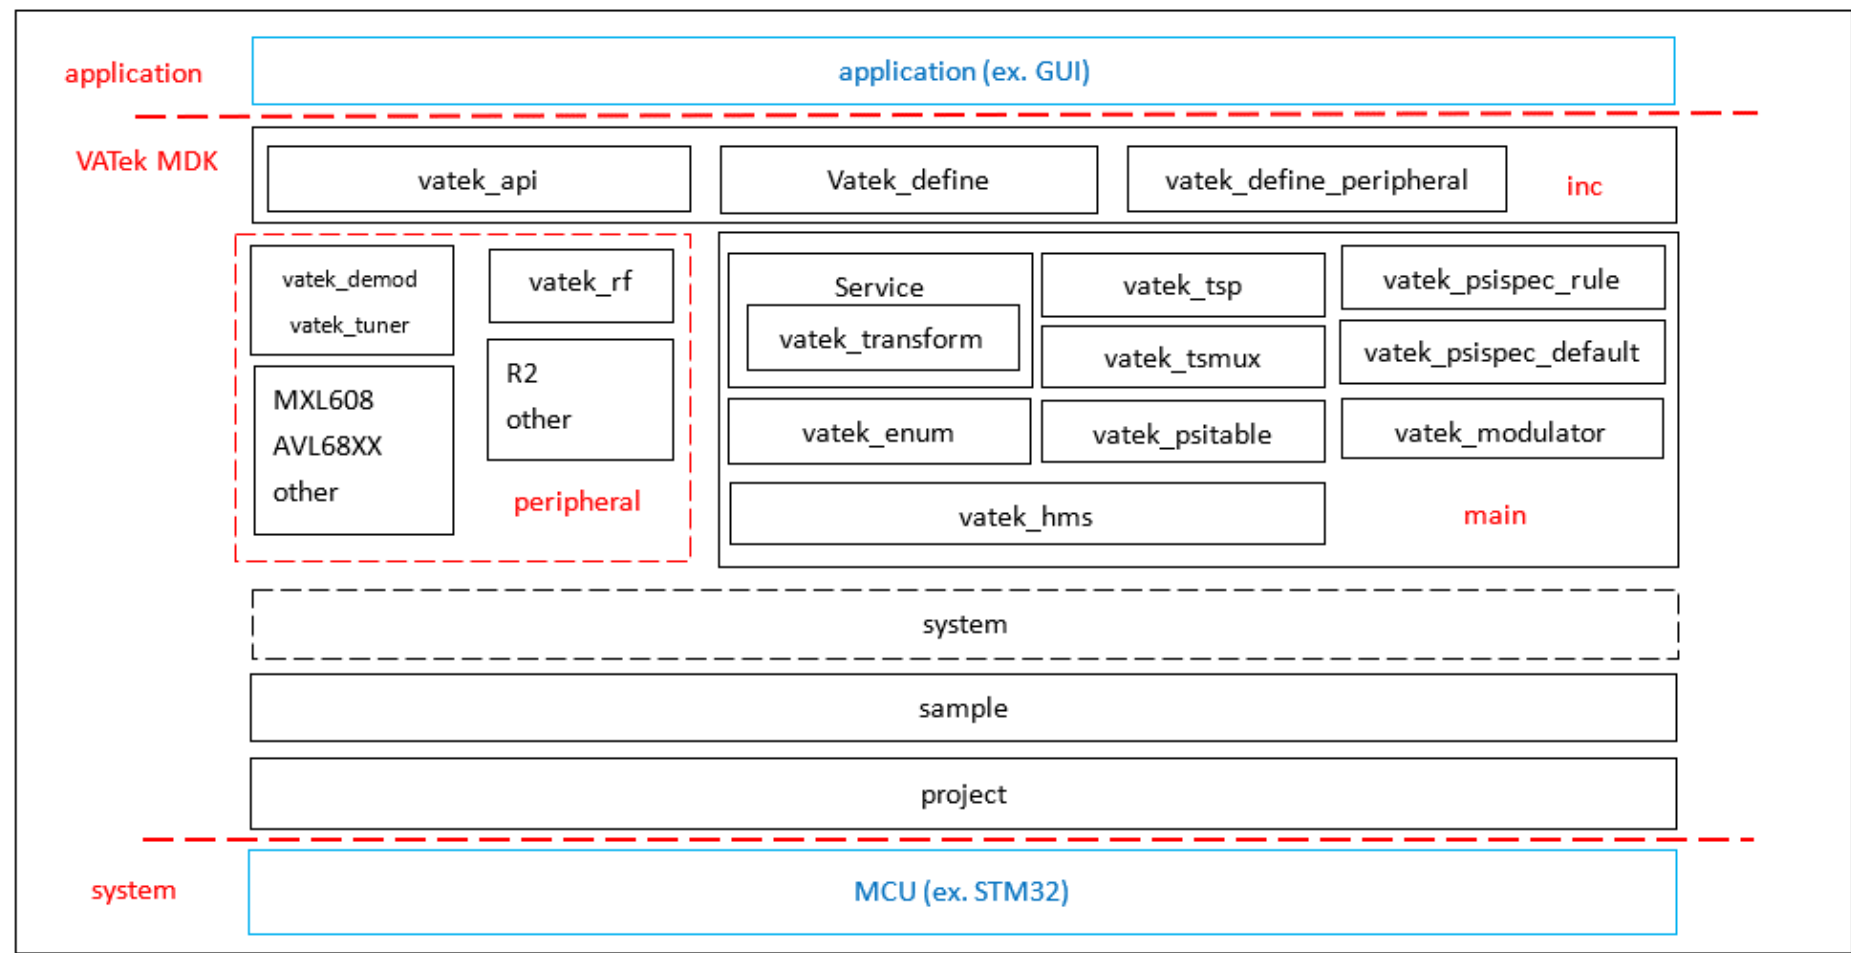 application
application (ex. GUI)
VATek MDK
vatek_api
Vatek_define
vatek_define_peripheral
inc
vatek_demod
vatek_tuner
vatek_rf
MXL608
AVL68XX
other
R2
other
peripheral
Service
vatek_transform
vatek_tsp
vatek_psispec_rule
vatek_tsmux
vatek_psispec_default
vatek_enum
vatek_psitable
vatek_modulator
vatek_hms
main
system
sample
project
system
MCU (ex. STM32)